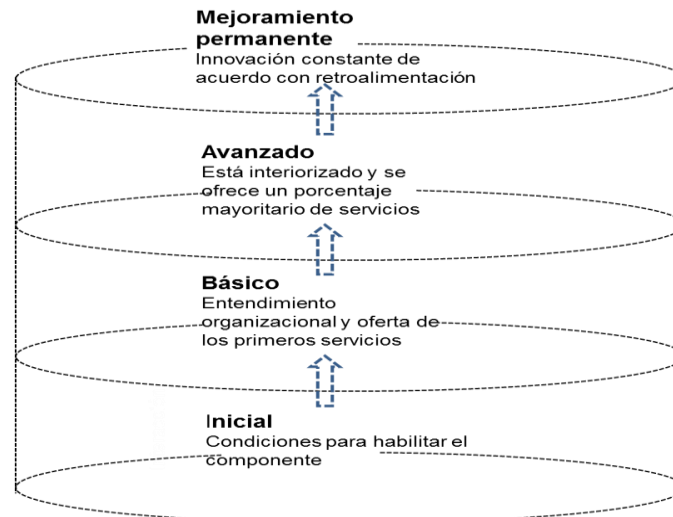 Mejoramiento
permanente
Innovación constante de
acuerdo con retroalimentación
Avanzado
Está interiorizado y se
ofrece un porcentaje
mayoritario de servicios
Básico
Entendimiento
organizacional y oferta de
los primeros servicios
Inicial
Condiciones para habilitar el
componente